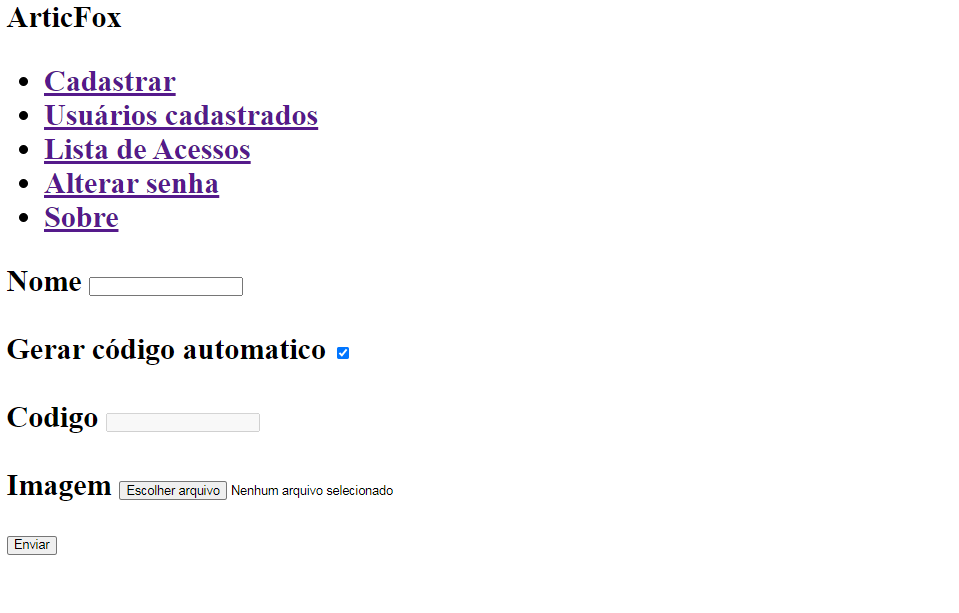 ArticFox
Cadastrar
Usuários cadastrados
Lista de Acessos
Alterar senha
Sobre
Nome
Gerar código automatico
Codigo
Imagem Escolher arquivo Nenhum arquivo selecionado
Enviar